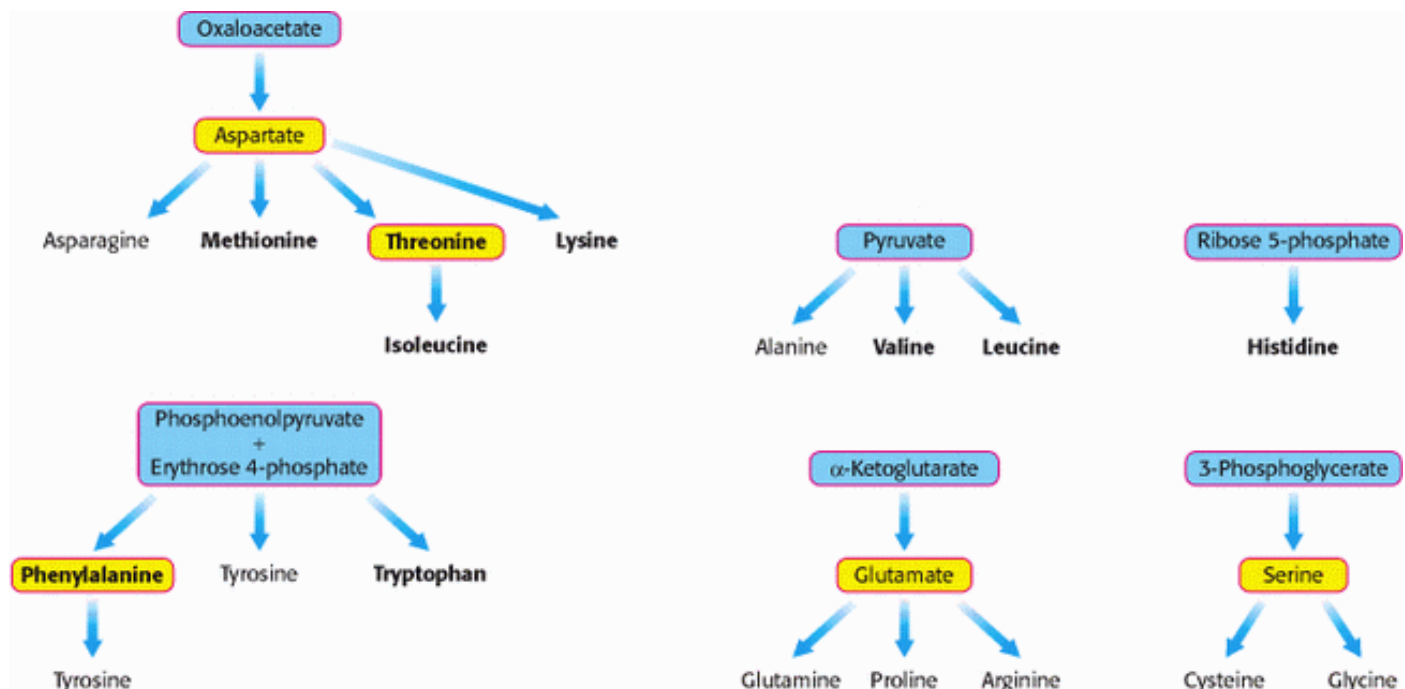 Oxaloacetate
Aspartate
Asparagine
Methionine
Threonine
Lysine
Isoleucine
Pyruvate
Alanine
Valine
Leucine
Ribose 5-phosphate
Histidine
Phosphoenolpyruvate
+
Erythrose 4-phosphate
Phenylalanine
Tyrosine
Tryptophan
Tyrosine
α-Ketoglutarate
Glutamate
Glutamine
Proline
Arginine
3-Phosphoglycerate
Serine
Cysteine
Glycine